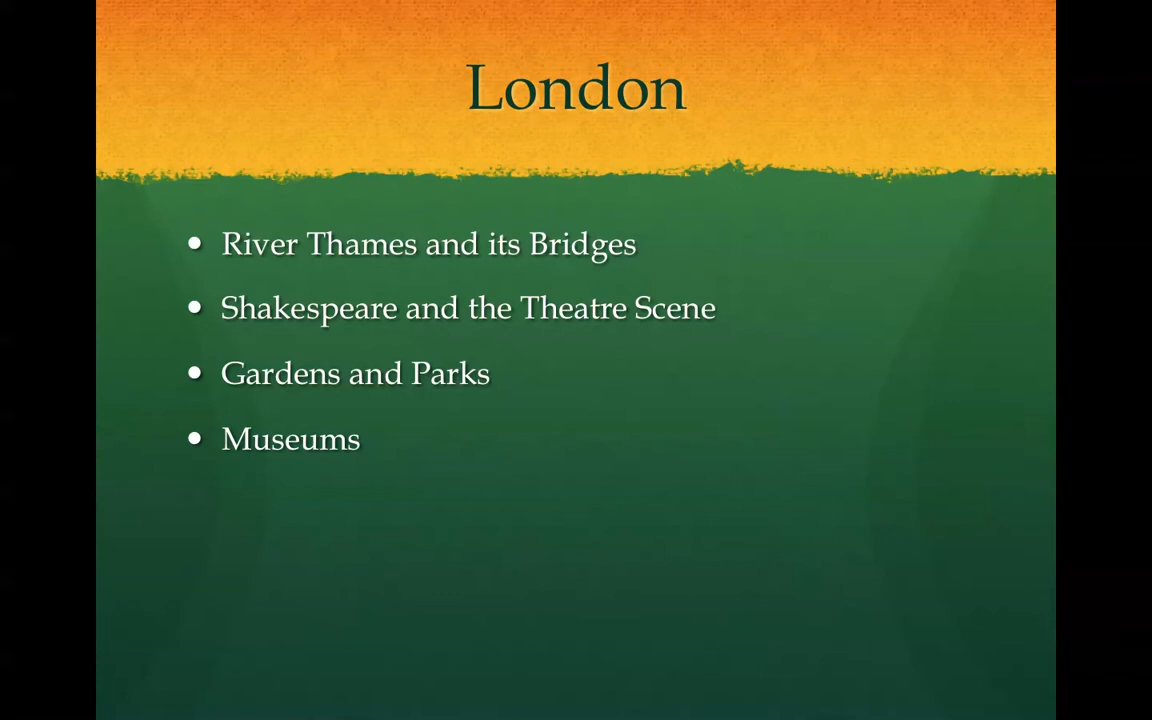 London
• River Thames and its Bridges
• Shakespeare and the Theatre Scene
• Gardens and Parks
• Museums